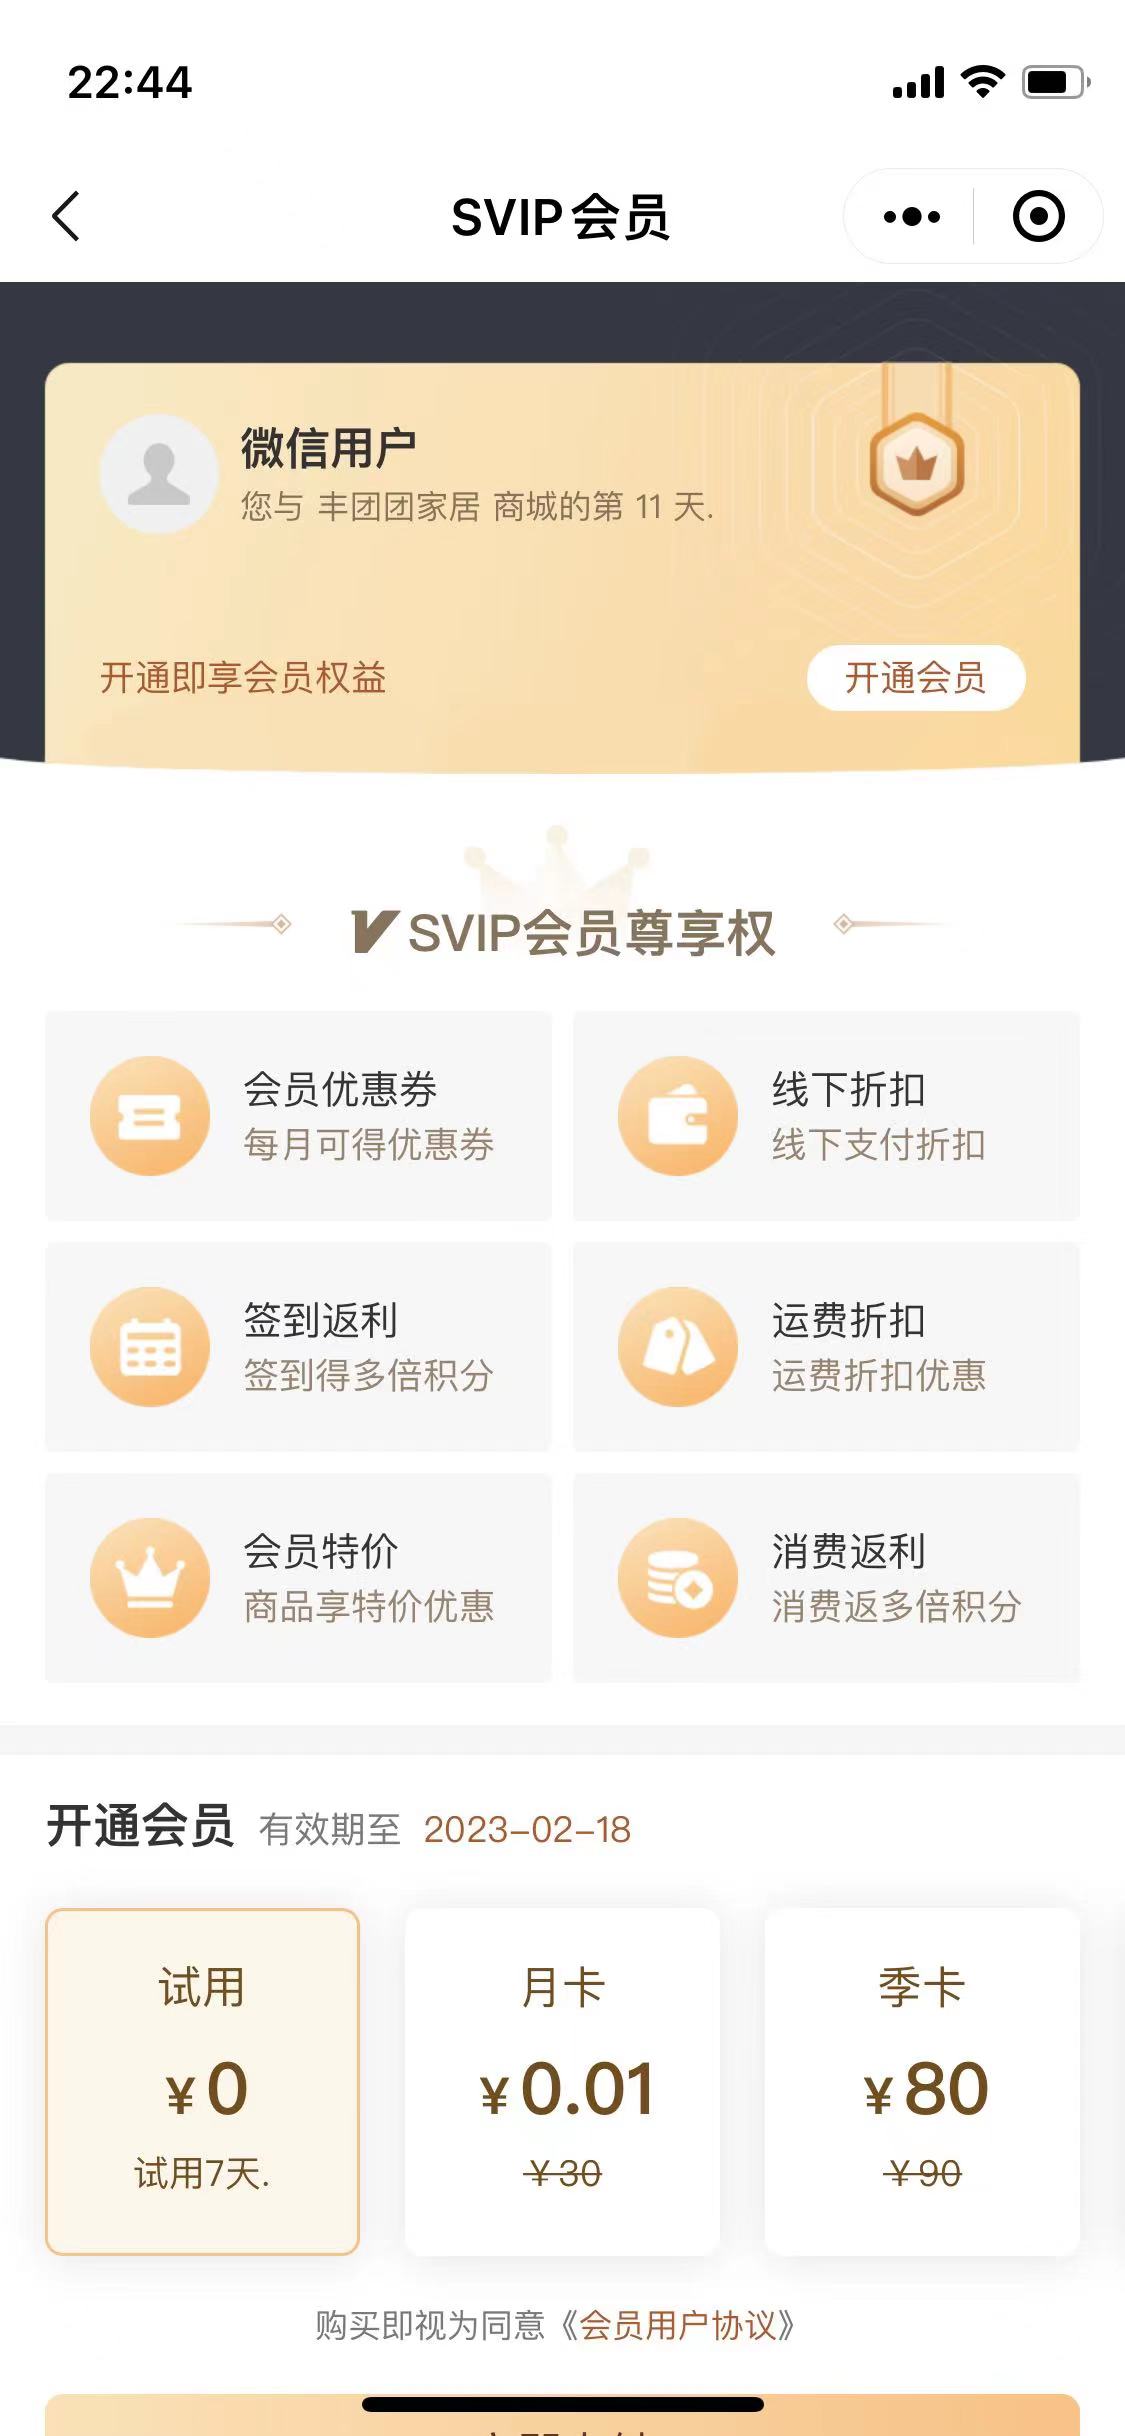 22:44
SVIP会员
微信用户
您与 丰团团家居 商城的第 11 天.
开通即享会员权益
开通会员
SVIP会员尊享权
会员优惠券
每月可得优惠券
线下折扣
线下支付折扣
签到返利
签到得多倍积分
运费折扣
运费折扣优惠
会员特价
商品享特价优惠
消费返利
消费返多倍积分
开通会员 有效期至 2023-02-18
试用
¥0
试用7天.
月卡
¥0.01
¥30
季卡
¥80
¥90
购买即视为同意《会员用户协议》